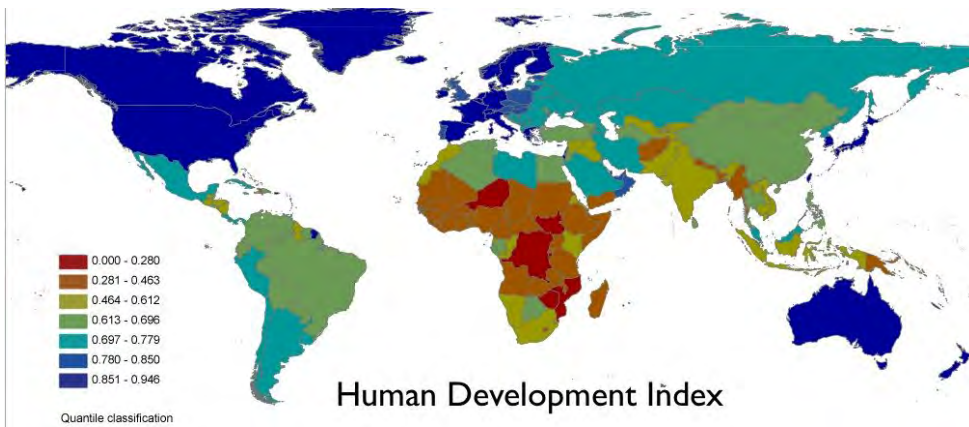 0.000 - 0.280
0.281 - 0.463
0.464 - 0.612
0.613 - 0.696
0.697 - 0.779
0.780 - 0.850
0.851 - 0.946
Human Development Index
Quantile classification